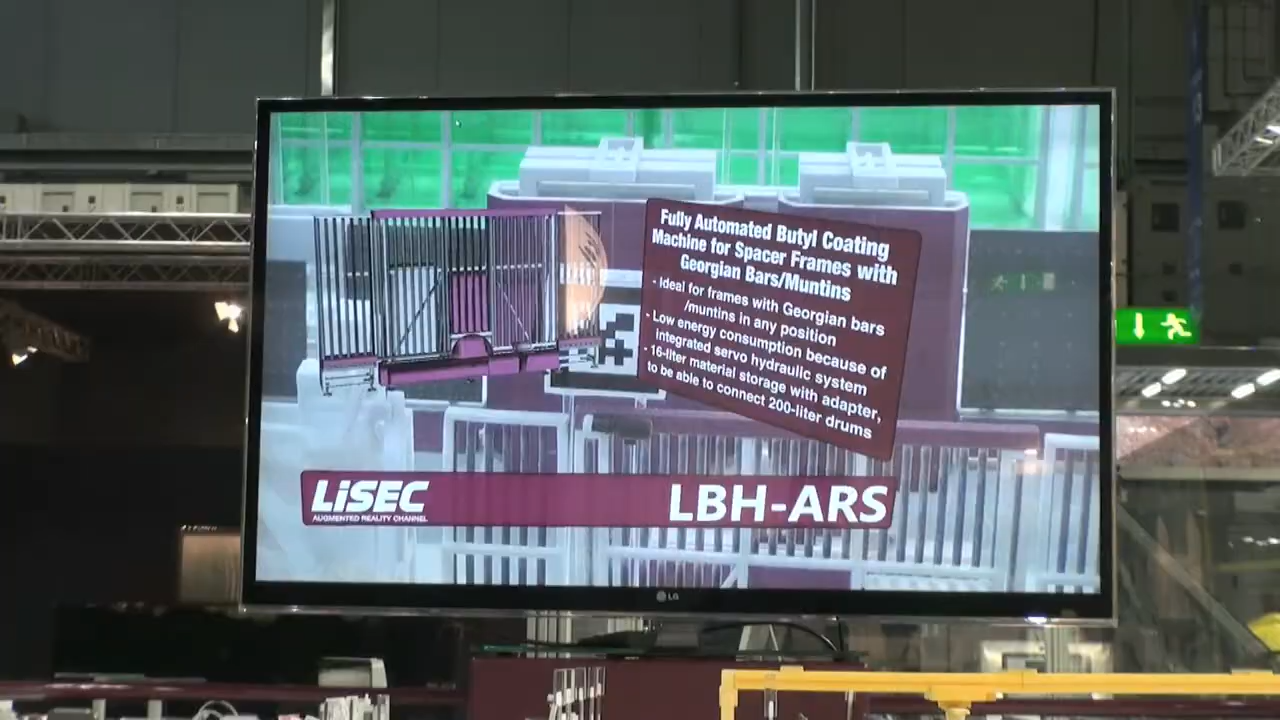 Fully Automated Butyl Coating
Machine for Spacer Frames with
Georgian Bars/Muntins
- Ideal for frames with Georgian bars
/muntins in any position
- Low energy consumption because of
integrated servo hydraulic system
- 16-liter material storage with adapter,
to be able to connect 200-liter drums
LiSEC
AUGMENTED REALITY CHANNEL
LBH-ARS
LG